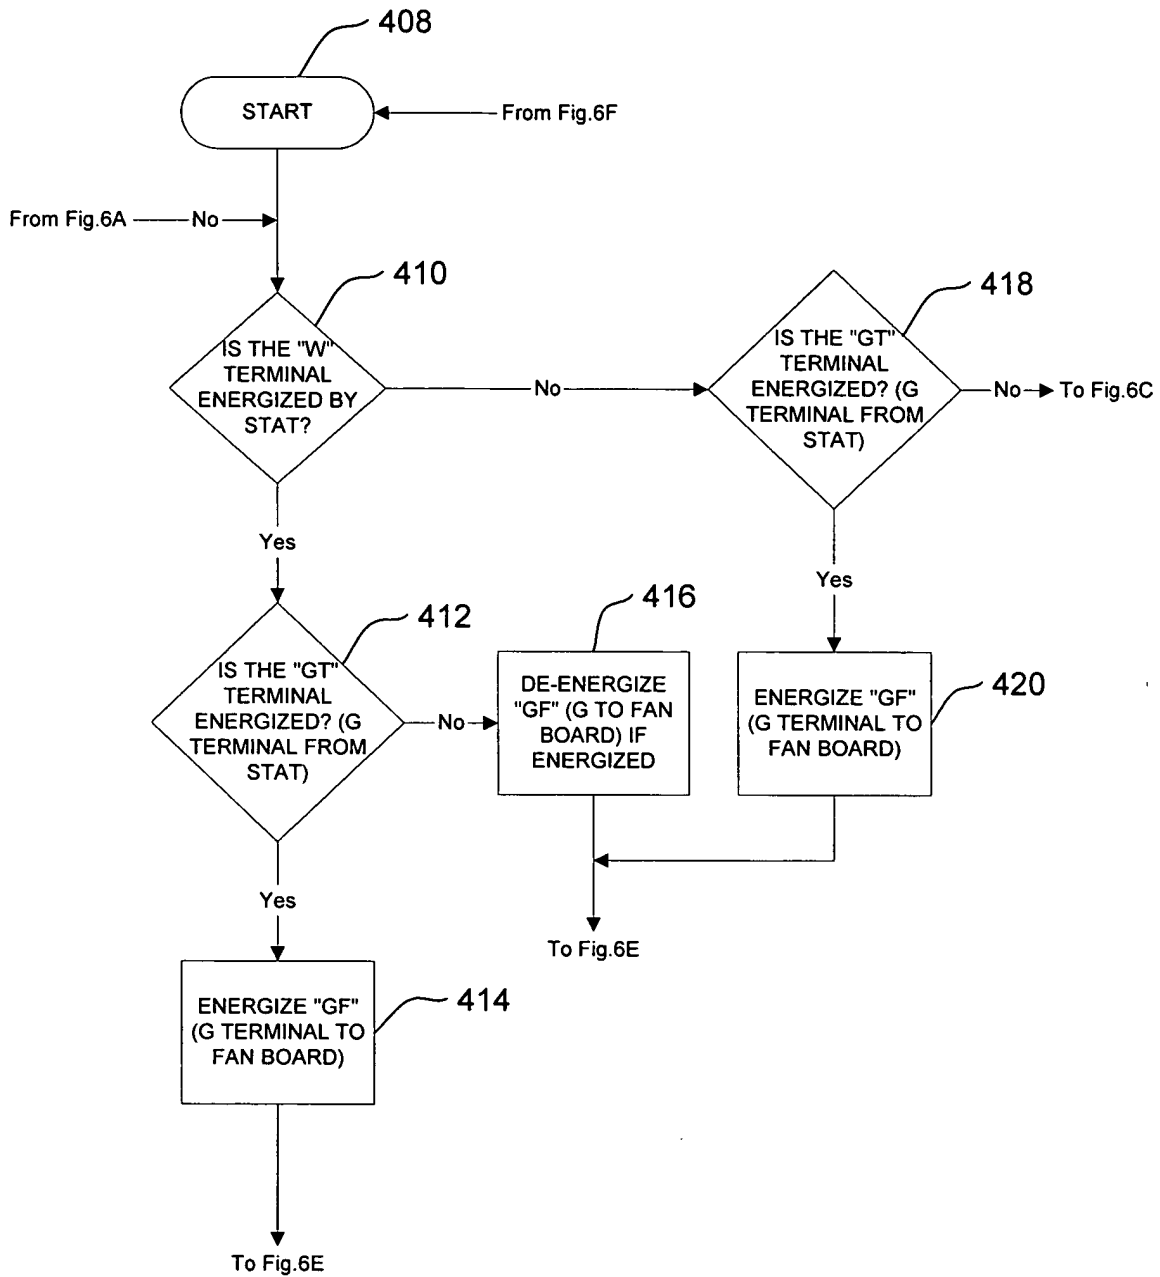 408
START
From Fig.6F
From Fig.6A
No
410
IS THE "W"
TERMINAL
ENERGIZED BY
STAT?
No
418
IS THE "GT"
TERMINAL
ENERGIZED? (G
TERMINAL FROM
STAT)
No
To Fig.6C
Yes
Yes
412
IS THE "GT"
TERMINAL
ENERGIZED? (G
TERMINAL FROM
STAT)
No
416
DE-ENERGIZE
"GF" (G TO FAN
BOARD) IF
ENERGIZED
420
ENERGIZE "GF"
(G TERMINAL TO
FAN BOARD)
Yes
To Fig.6E
414
ENERGIZE "GF"
(G TERMINAL TO
FAN BOARD)
To Fig.6E